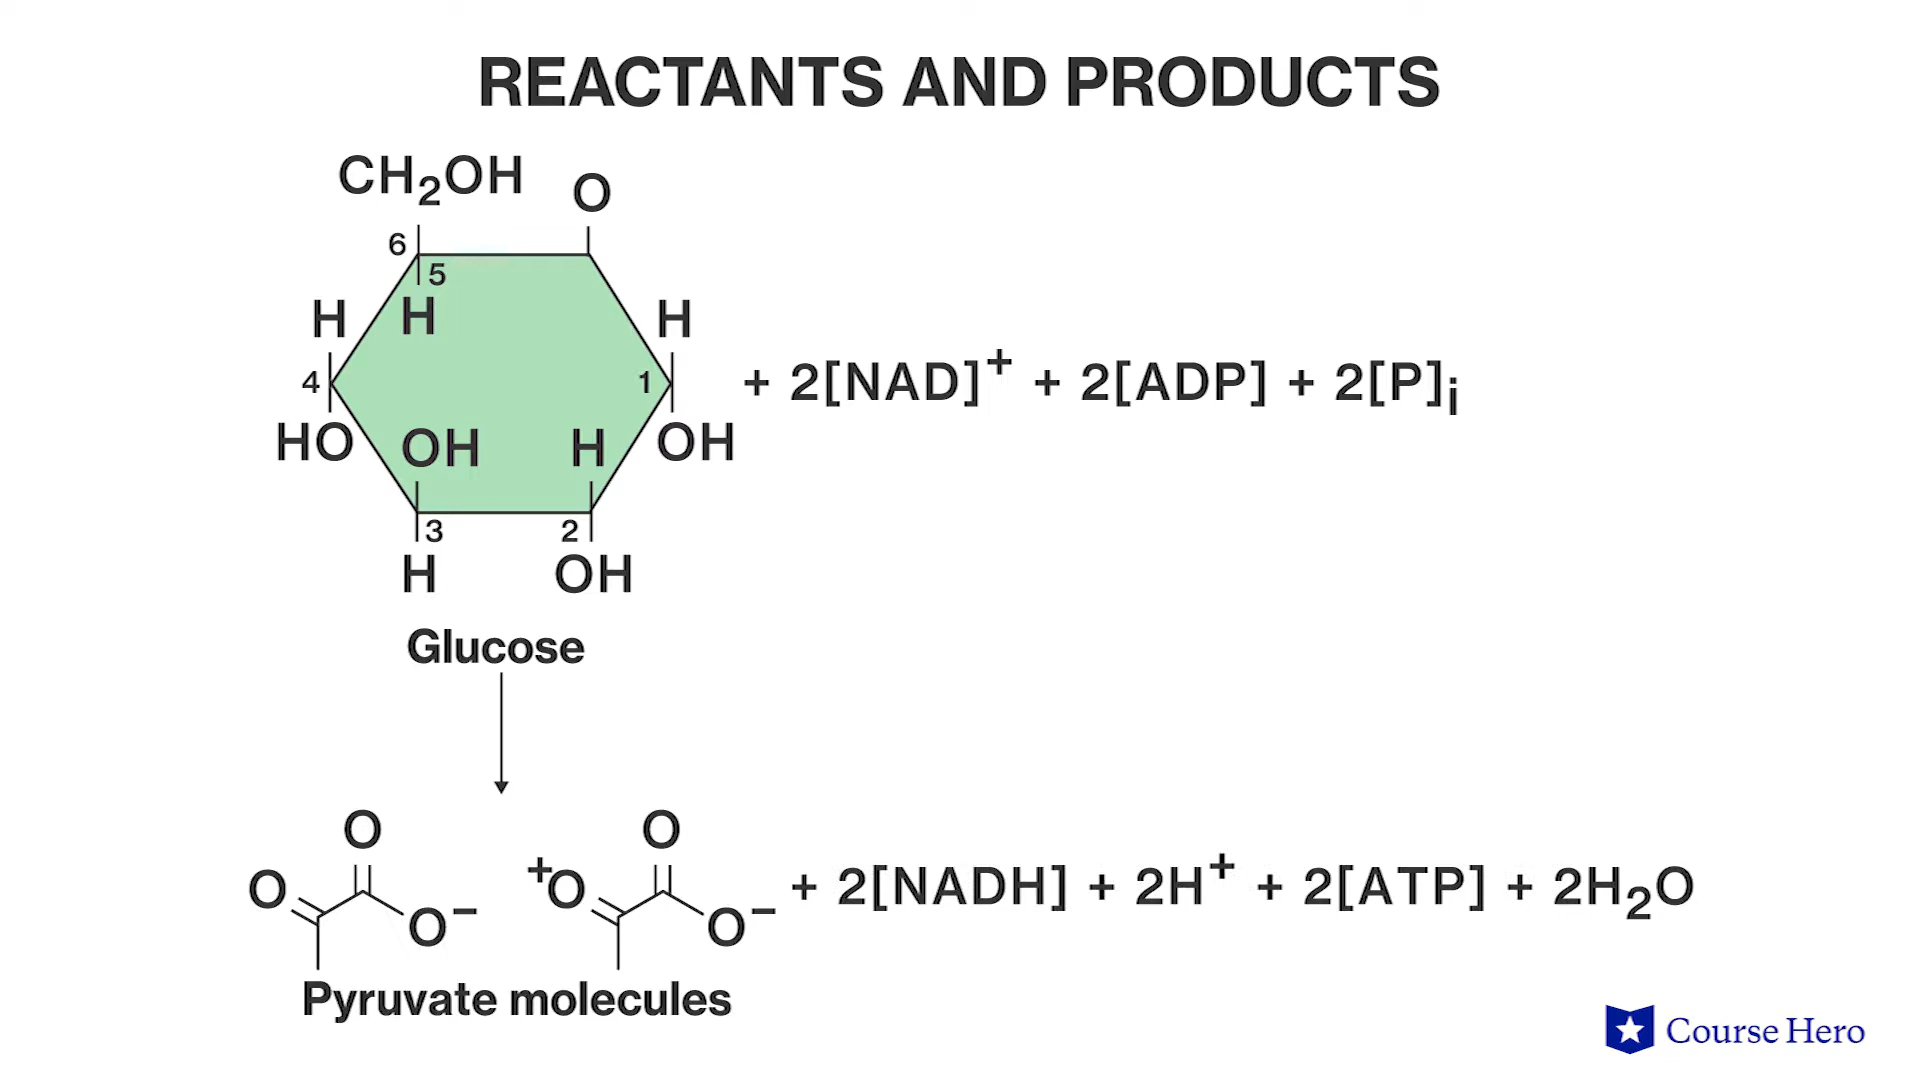 REACTANTS AND PRODUCTS
CH₂OH O
6
5
H H H
4 1 + 2[NAD]⁺ + 2[ADP] + 2[P]ᵢ
HO OH H OH
3 2
H OH
Glucose
O O
O O⁻ +O O⁻ + 2[NADH] + 2H⁺ + 2[ATP] + 2H₂O
Pyruvate molecules
Course Hero